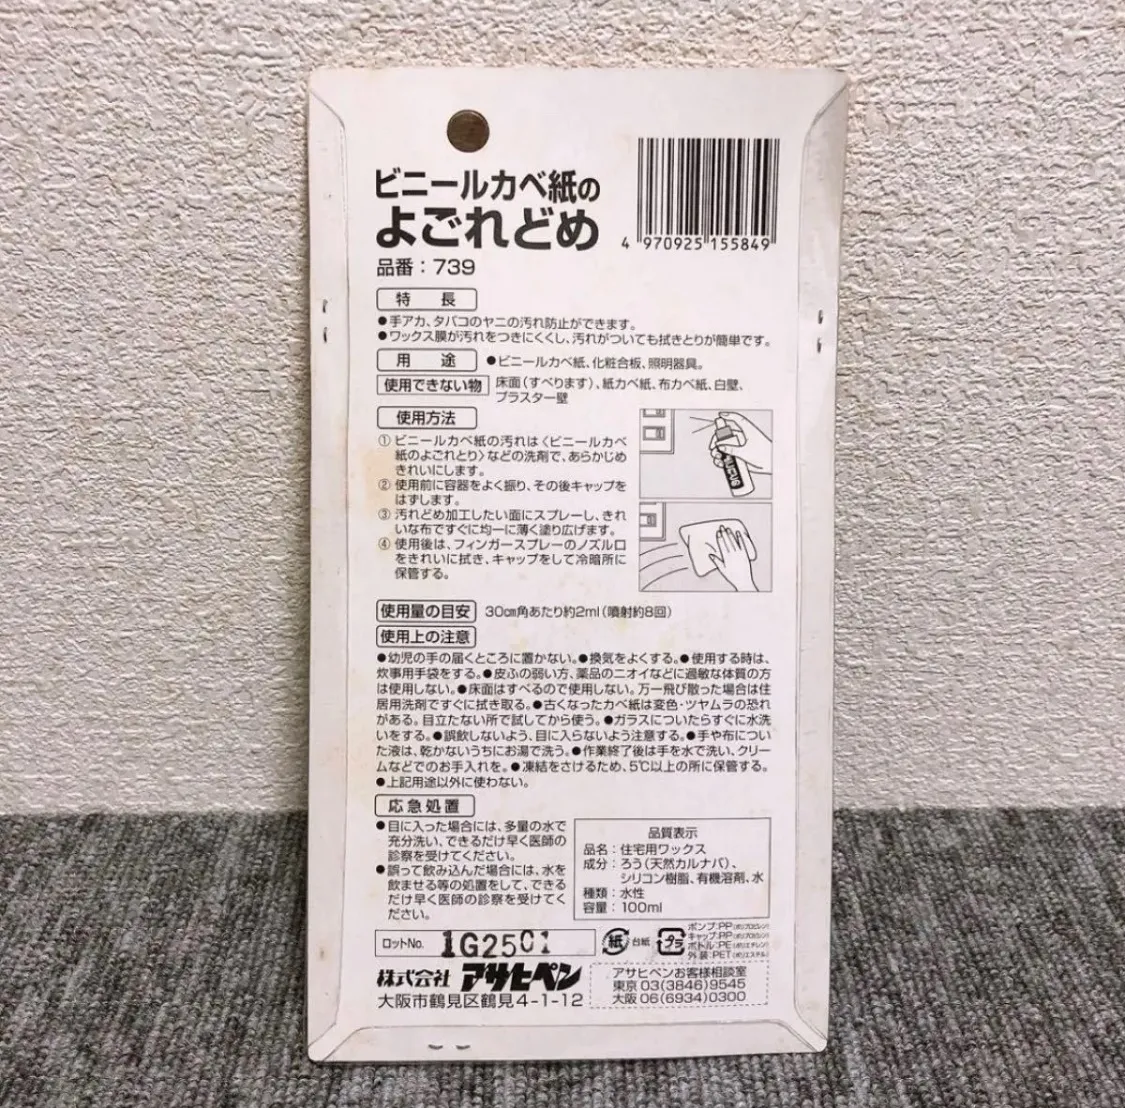 ビニールカベ紙の
よごれどめ
4 970925 155849
品番：739
特　長
●手アカ、タバコのヤニの汚れ防止ができます。
●ワックス膜が汚れをつきにくくし、汚れがついても拭きとりが簡単です。
用　途 ●ビニールカベ紙、化粧合板、照明器具。
使用できない物 床面（すべります）、紙カベ紙、布カベ紙、白壁、
プラスター壁
使用方法
① ビニールカベ紙の汚れは〈ビニールカベ
紙のよごれとり〉などの洗剤で、あらかじめ
きれいにします。
② 使用前に容器をよく振り、その後キャップを
はずします。
③ 汚れどめ加工したい面にスプレーし、きれ
いな布ですぐに均一に薄く塗り広げます。
④ 使用後は、フィンガースプレーのノズル口
をきれいに拭き、キャップをして冷暗所に
保管する。
使用量の目安 30㎝角あたり約2ml（噴射約8回）
使用上の注意
●幼児の手の届くところに置かない。●換気をよくする。●使用する時は、
炊事用手袋をする。●皮ふの弱い方、薬品のニオイなどに過敏な体質の方
は使用しない。●床面はすべるので使用しない。万一飛び散った場合は住
居用洗剤ですぐに拭き取る。●古くなったカベ紙は変色・ツヤムラの恐れ
がある。目立たない所で試してから使う。●ガラスについたらすぐに水洗
いをする。●誤飲しないよう、目に入らないよう注意する。●手や布につい
た液は、乾かないうちにお湯で洗う。●作業終了後は手を水で洗い、クリー
ムなどでのお手入れを。●凍結をさけるため、5℃以上の所に保管する。
●上記用途以外に使わない。
応急処置
●目に入った場合には、多量の水で
充分洗い、できるだけ早く医師の
診察を受けてください。
●誤って飲み込んだ場合には、水を
飲ませる等の処置をして、できる
だけ早く医師の診察を受けてく
ださい。
品質表示
品名：住宅用ワックス
成分：ろう（天然カルナバ）、
シリコン樹脂、有機溶剤、水
種類：水性
容量：100ml
ロットNo. 1G2501
紙 台紙
プラ
ポンプ:PP(ポリプロピレン)
キャップ:PP(ポリプロピレン)
ボトル:PE(ポリエチレン)
外装:PET(ポリエステル)
株式会社 アサヒペン
大阪市鶴見区鶴見4-1-12
アサヒペンお客様相談室
東京 03(3846)9545
大阪 06(6934)0300